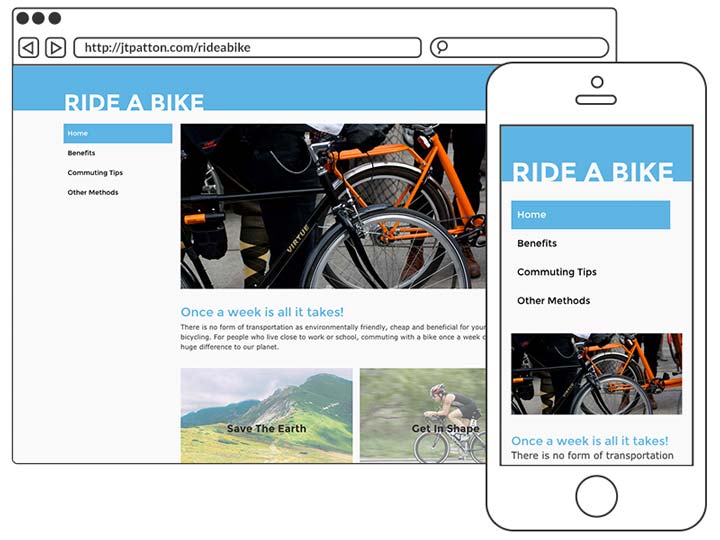 http://jtpatton.com/rideabike
RIDE A BIKE
Home
Benefits
Commuting Tips
Other Methods
VIRTUE
Once a week is all it takes!
There is no form of transportation as environmentally friendly, cheap and beneficial for your
bicycling. For people who live close to work or school, commuting with a bike once a week
huge difference to our planet.
Save The Earth
Get In Shape
RIDE A BIKE
Home
Benefits
Commuting Tips
Other Methods
VIRTUE
Once a week is all it takes!
There is no form of transportation